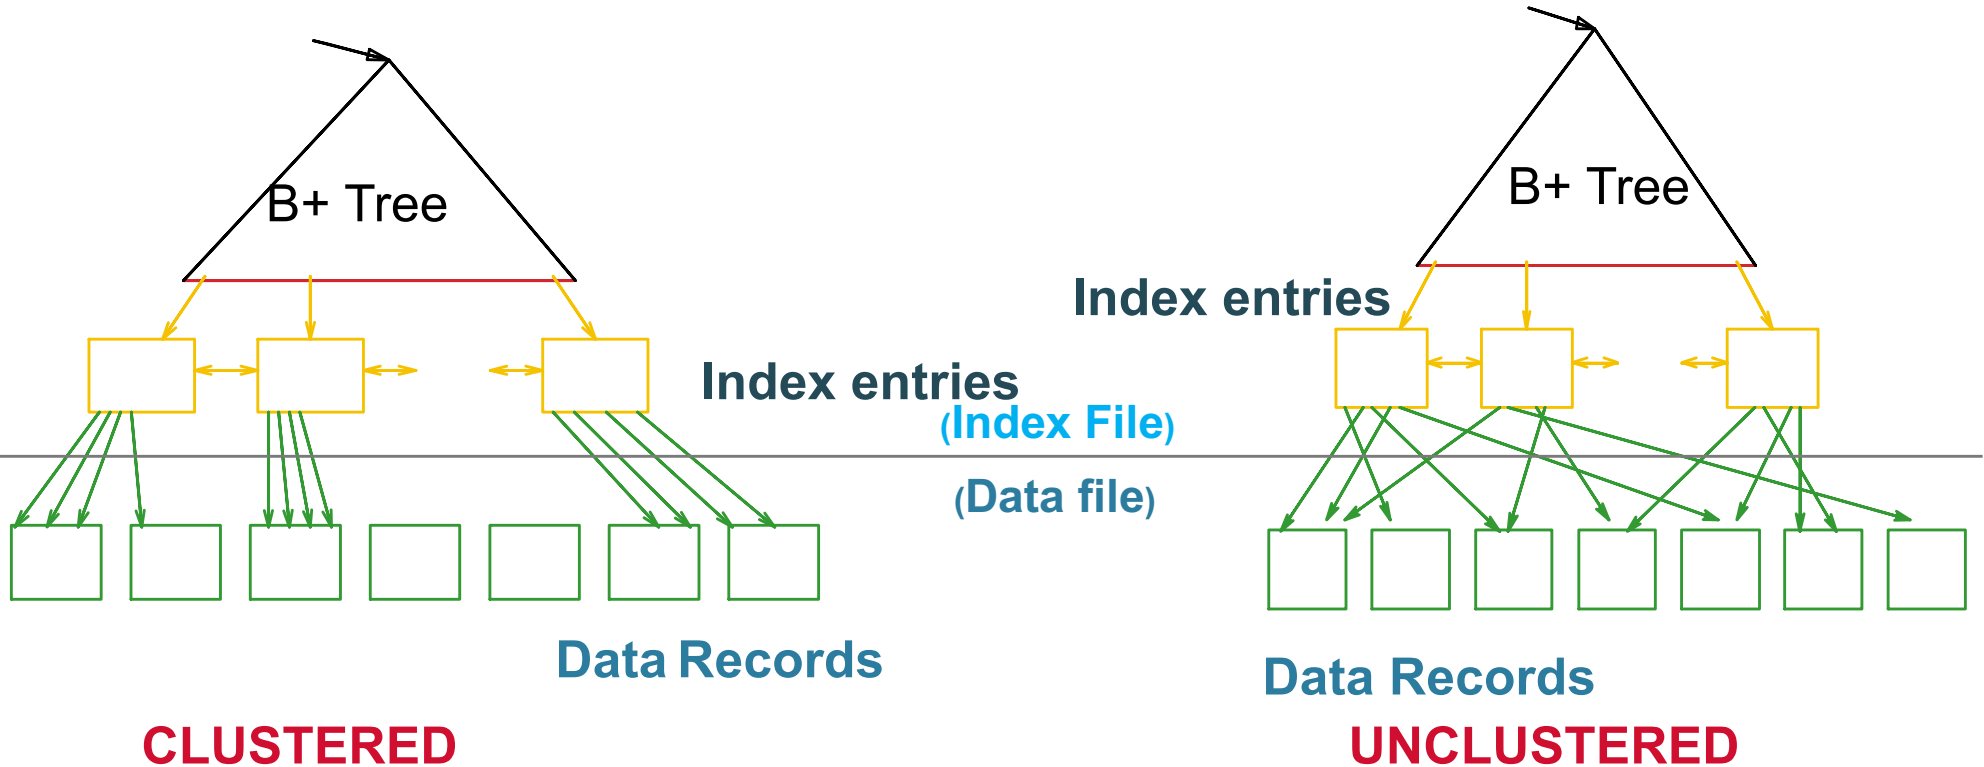 B+ Tree
B+ Tree
Index entries
Index entries
(Index File)
(Data file)
Data Records
Data Records
CLUSTERED
UNCLUSTERED